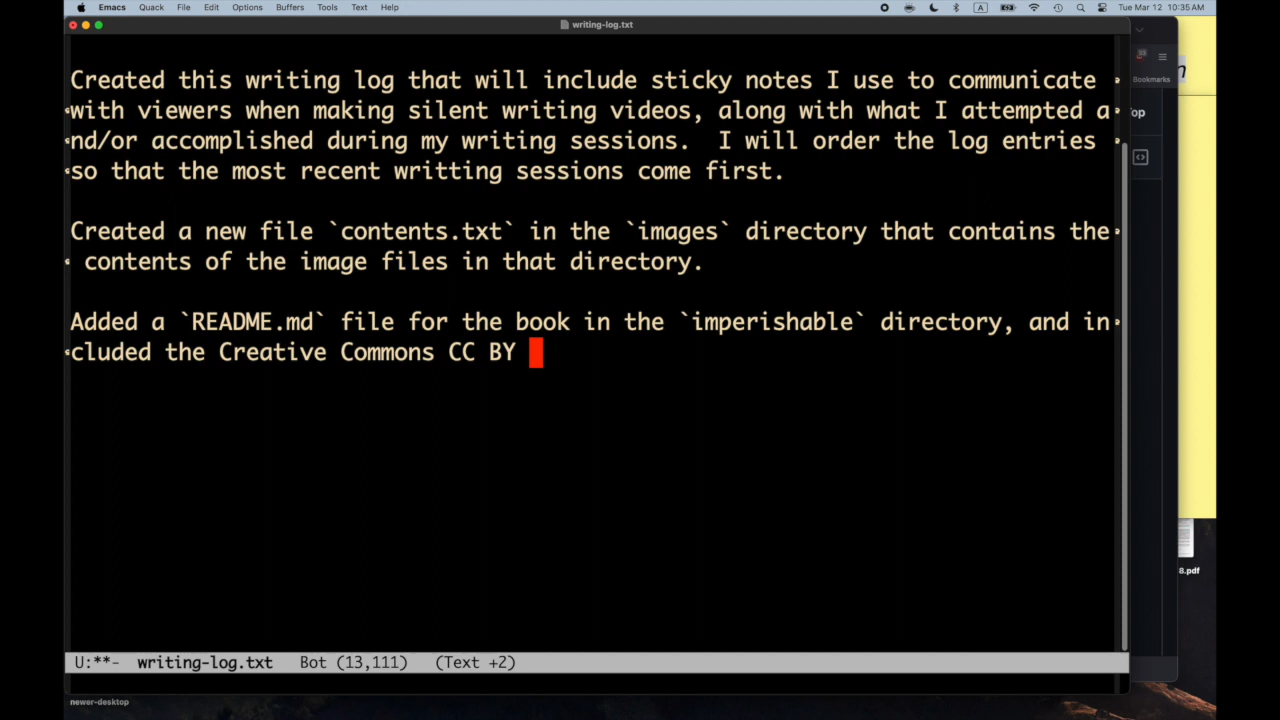 Emacs Quack File Edit Options Buffers Tools Text Help A Tue Mar 12 10:35 AM
writing-log.txt
Created this writing log that will include sticky notes I use to communicate
with viewers when making silent writing videos, along with what I attempted a
nd/or accomplished during my writing sessions.  I will order the log entries
so that the most recent writting sessions come first.
Created a new file `contents.txt` in the `images` directory that contains the
contents of the image files in that directory.
Added a `README.md` file for the book in the `imperishable` directory, and in
cluded the Creative Commons CC BY
U:**-  writing-log.txt   Bot (13,111)   (Text +2)
Bookmarks
op
8.pdf
newer-desktop